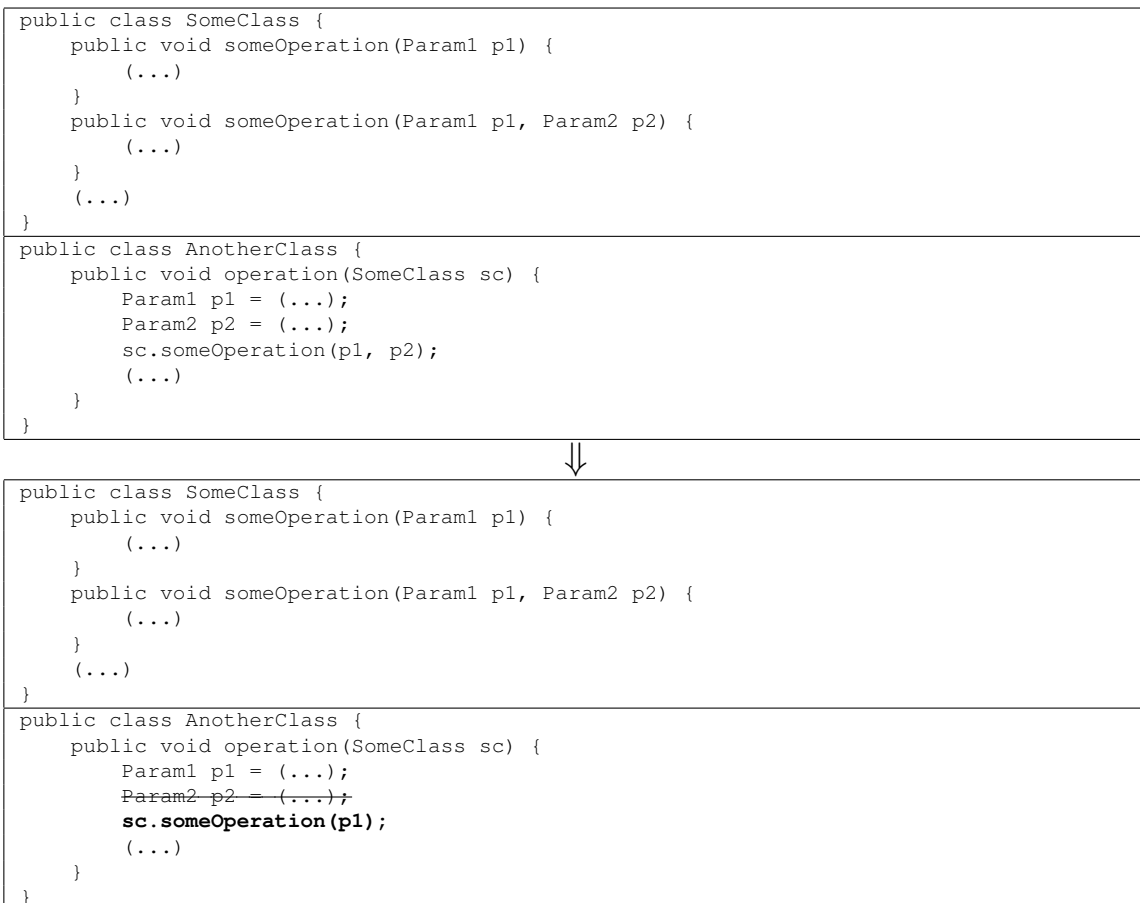 public class SomeClass {
    public void someOperation(Param1 p1) {
        (...)
    }
    public void someOperation(Param1 p1, Param2 p2) {
        (...)
    }
    (...)
}
public class AnotherClass {
    public void operation(SomeClass sc) {
        Param1 p1 = (...);
        Param2 p2 = (...);
        sc.someOperation(p1, p2);
        (...)
    }
}
⇓
public class SomeClass {
    public void someOperation(Param1 p1) {
        (...)
    }
    public void someOperation(Param1 p1, Param2 p2) {
        (...)
    }
    (...)
}
public class AnotherClass {
    public void operation(SomeClass sc) {
        Param1 p1 = (...);
        Param2 p2 = (...);
        sc.someOperation(p1);
        (...)
    }
}